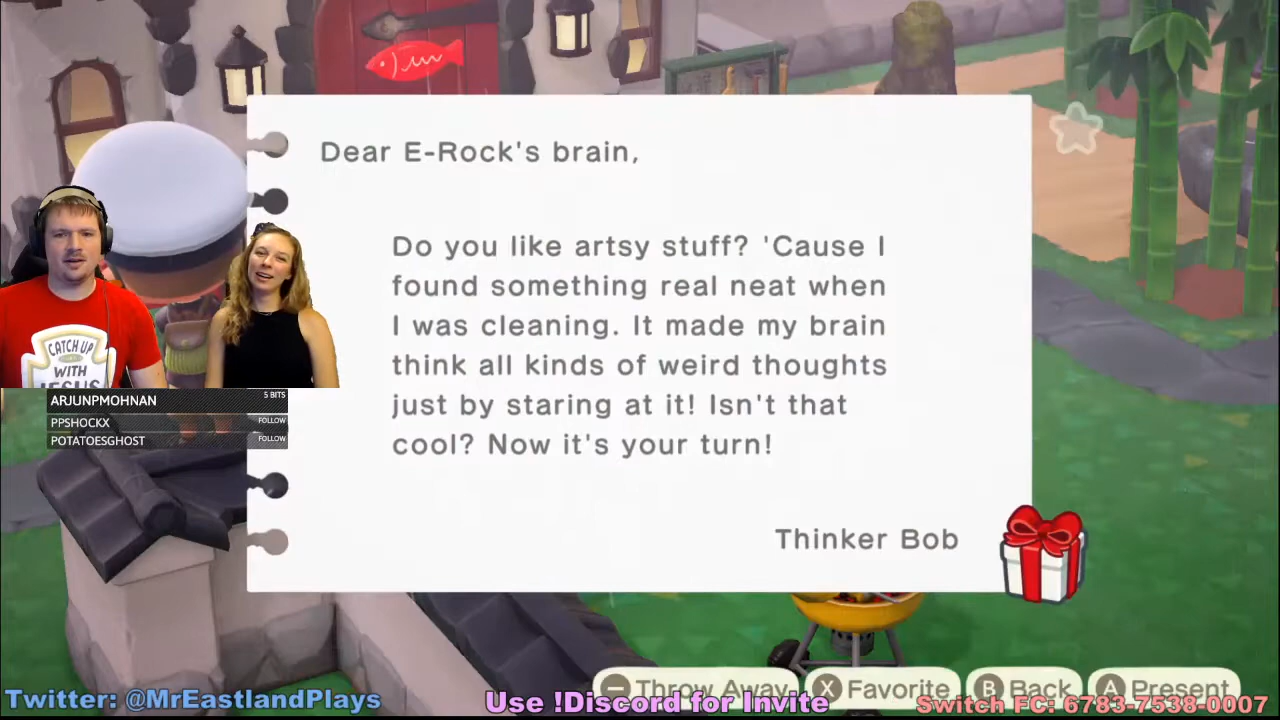 Dear E-Rock's brain,
Do you like artsy stuff? 'Cause I
found something real neat when
I was cleaning. It made my brain
think all kinds of weird thoughts
just by staring at it! Isn't that
cool? Now it's your turn!
Thinker Bob
CATCH UP
WITH
JESUS
ARJUNPMOHNAN 5 BITS
PPSHOCKX FOLLOW
POTATOESGHOST FOLLOW
- Throw Away X Favorite B Back A Present
Twitter: @MrEastlandPlays Use !Discord for Invite Switch FC: 6783-7538-0007